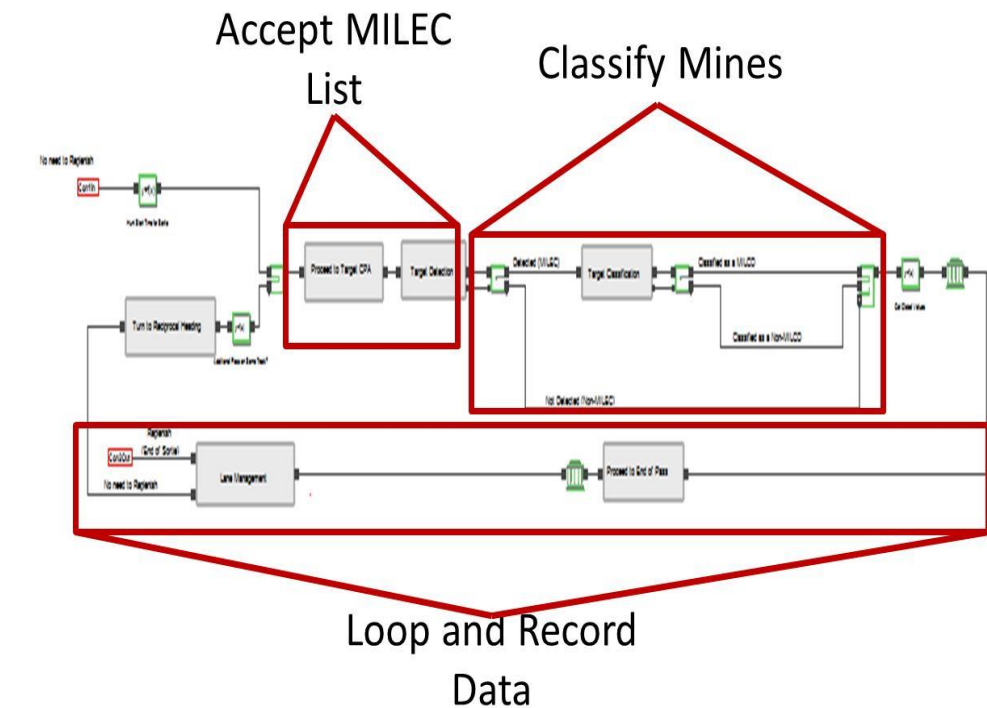 Accept MILEC
List
Classify Mines
No need to Replenish
Proceed to Target CPA
Target Detection
Detected (MILEC)
Target Classification
Classified as a MILCO
Turn to Reciprocal Heading
Classified as a Non-MILCO
Not Detected (Non-MILEC)
Replenish
(End of Sortie)
No need to Replenish
Lane Management
Proceed to End of Pass
Loop and Record
Data